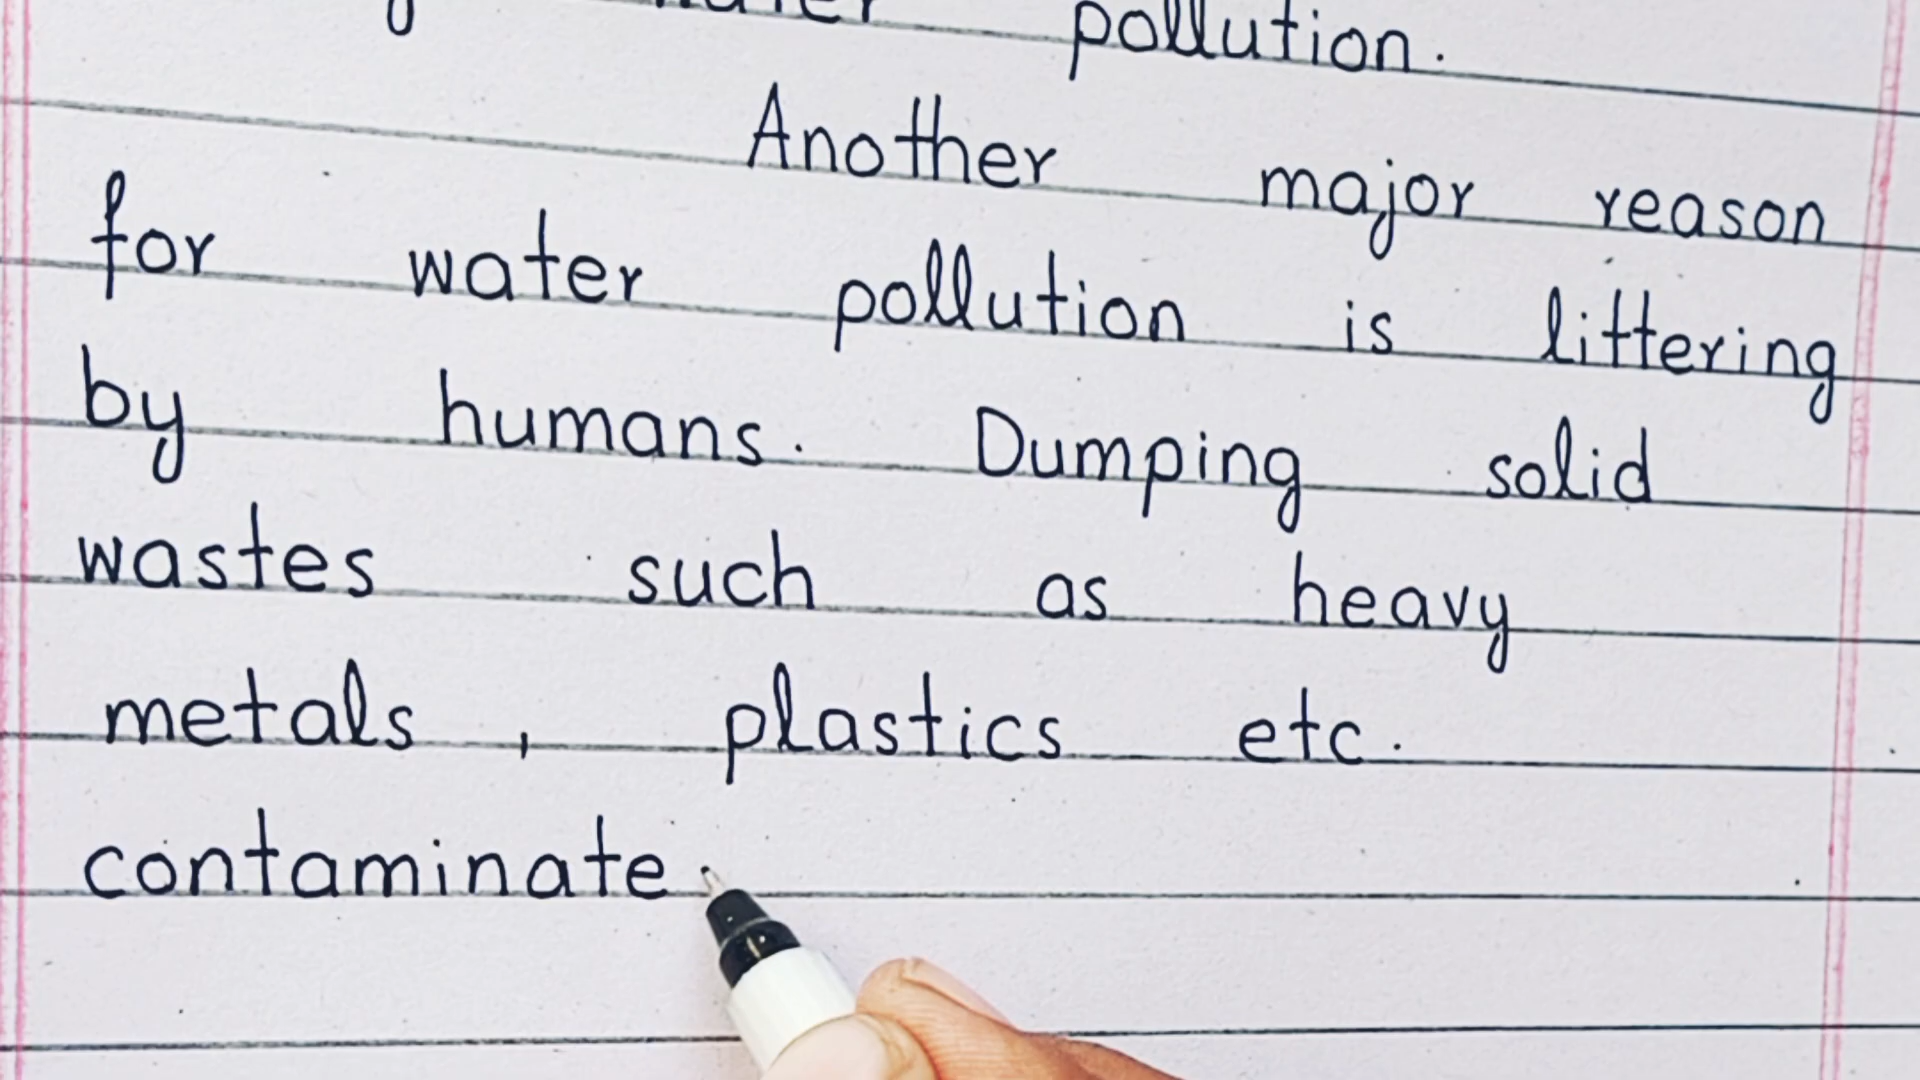 pollution.
Another major reason
for water pollution is littering
by humans. Dumping solid
wastes such as heavy
metals, plastics etc.
contaminate